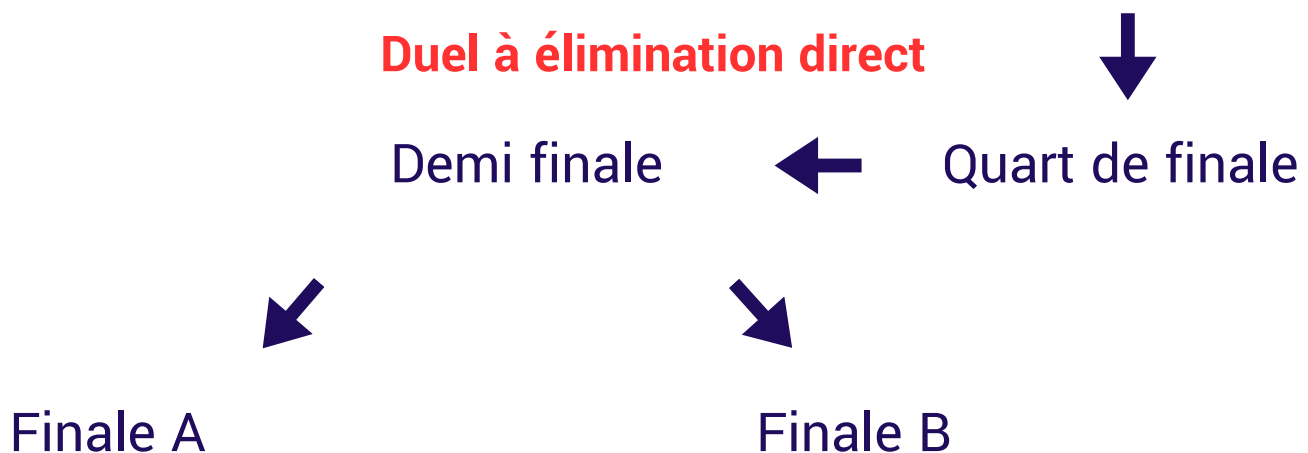 Duel à élimination direct
Demi finale
Quart de finale
Finale A
Finale B